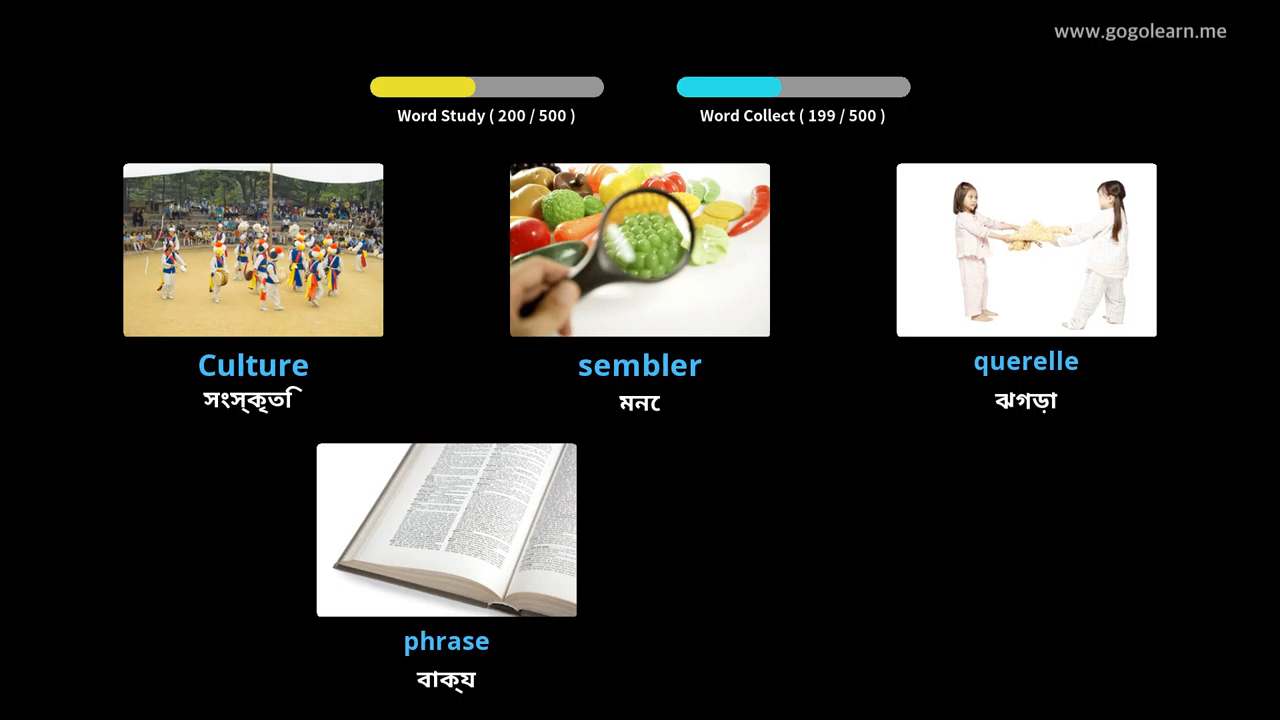 www.gogolearn.me
Word Study ( 200 / 500 )
Word Collect ( 199 / 500 )
Culture
sembler
querelle
সংস্কৃতি
মনে
ঝগড়া
phrase
বাক্য